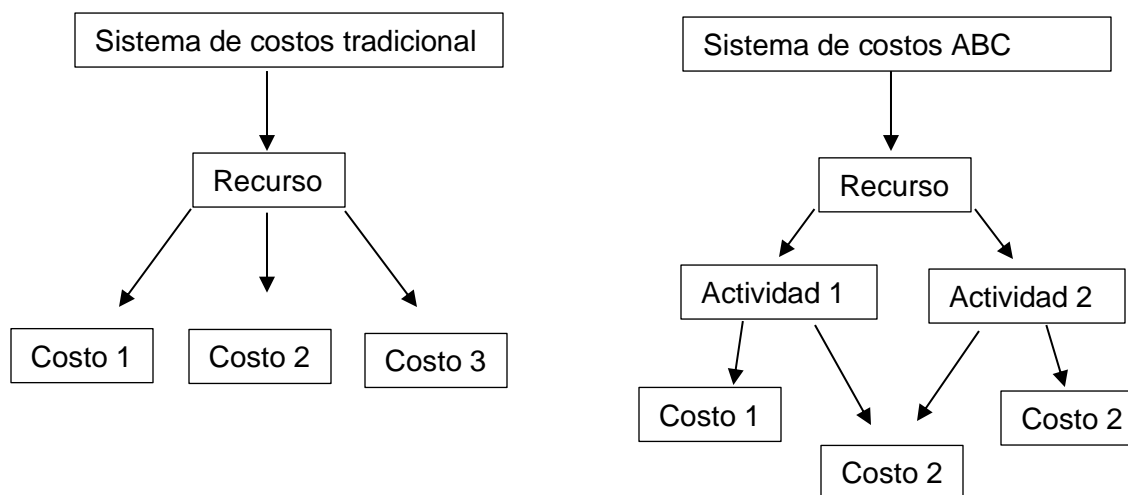 Sistema de costos tradicional
Recurso
Costo 1
Costo 2
Costo 3
Sistema de costos ABC
Recurso
Actividad 1
Actividad 2
Costo 1
Costo 2
Costo 2